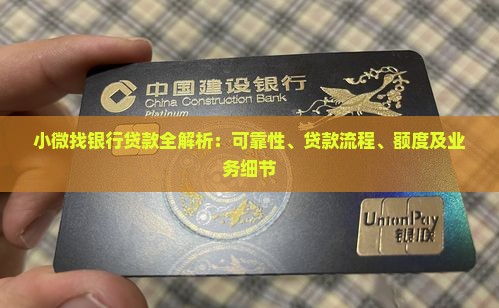 中国建设银行
China Construction Bank
Platinum
小微找银行贷款全解析：可靠性、贷款流程、额度及业
务细节
UnionPay
银联